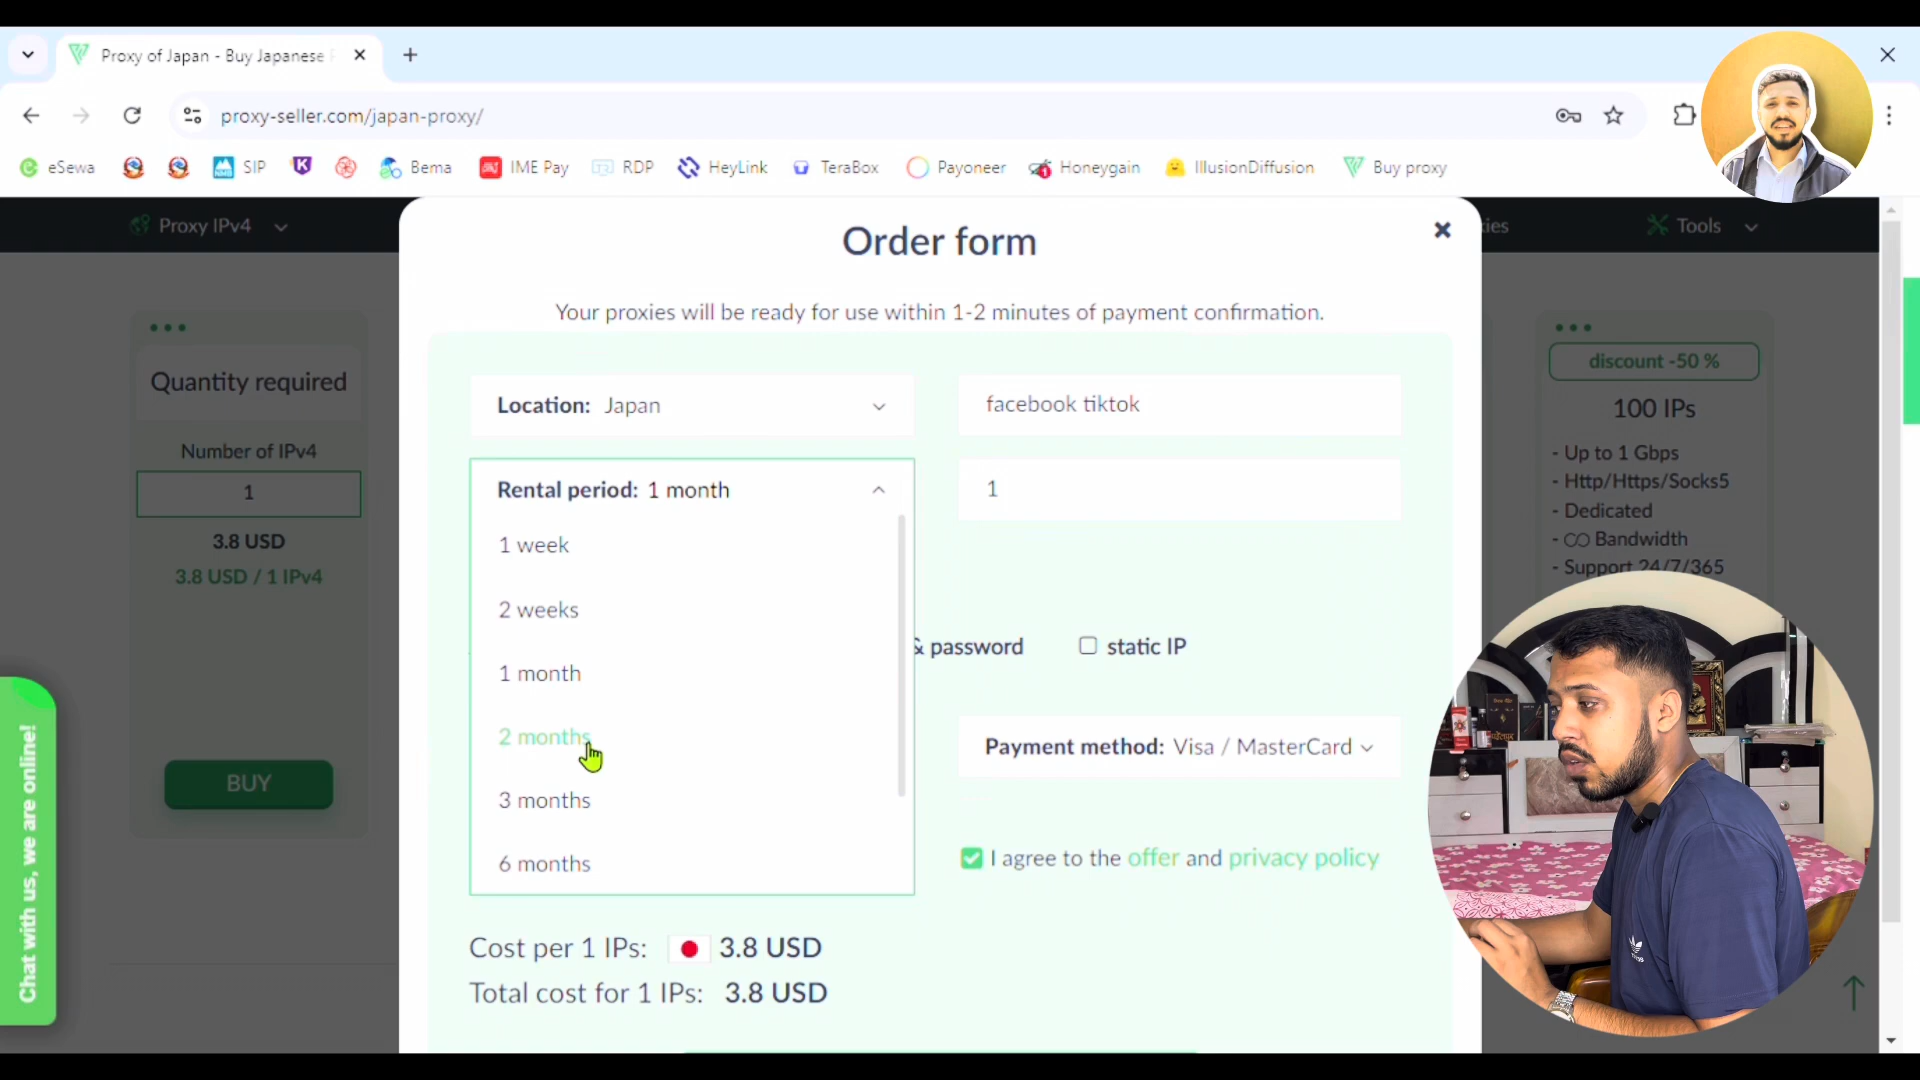 Proxy of Japan - Buy Japanese
proxy-seller.com/japan-proxy/
eSewa
SIP
Bema
IME Pay
RDP
HeyLink
TeraBox
Payoneer
Honeygain
IllusionDiffusion
Buy proxy
Proxy IPv4
Tools
Order form
Your proxies will be ready for use within 1-2 minutes of payment confirmation.
Quantity required
Number of IPv4
1
3.8 USD
3.8 USD / 1 IPv4
BUY
Location: Japan
facebook tiktok
Rental period: 1 month
1
1 week
2 weeks
1 month
2 months
3 months
6 months
& password
static IP
Payment method: Visa / MasterCard
I agree to the offer and privacy policy
Cost per 1 IPs: 3.8 USD
Total cost for 1 IPs: 3.8 USD
discount -50 %
100 IPs
- Up to 1 Gbps
- Http/Https/Socks5
- Dedicated
- Bandwidth
- Support 24/7/365
Chat with us, we are online!